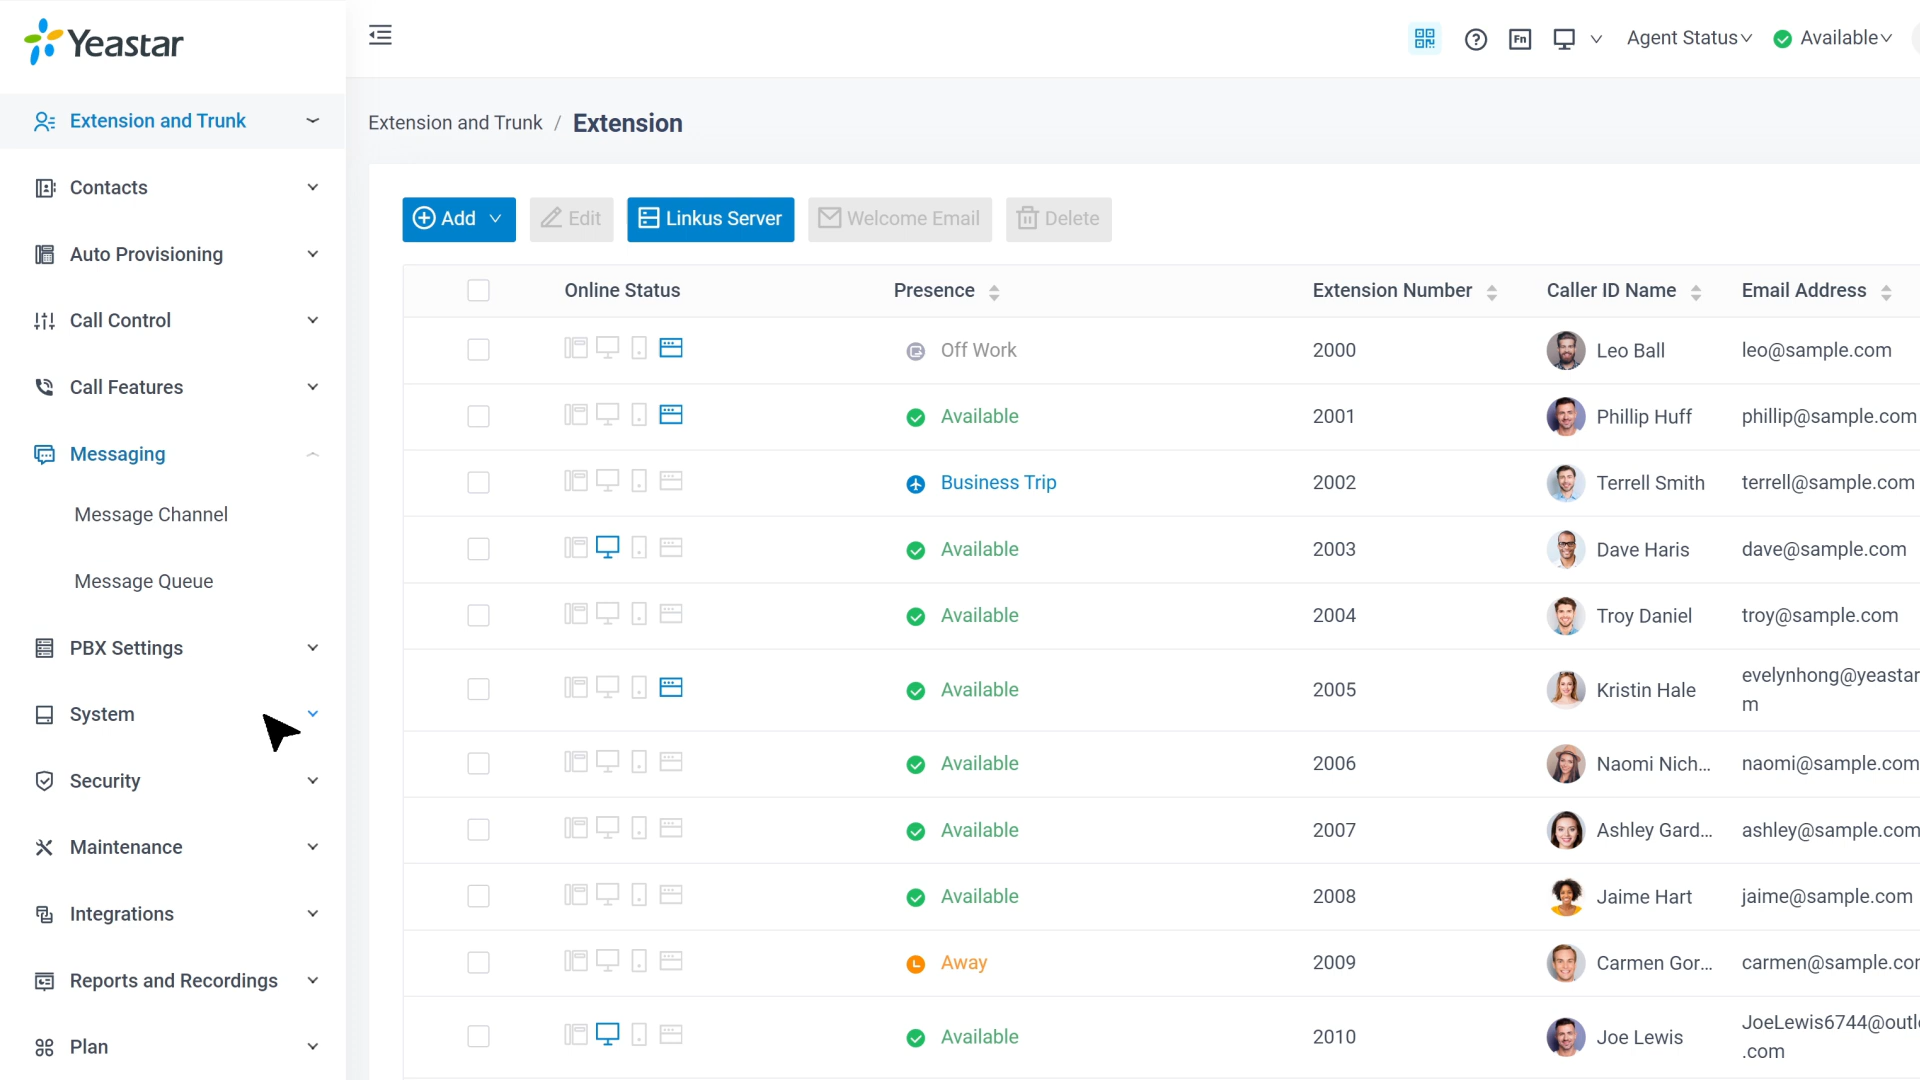 Yeastar
Agent Status
Available
Extension and Trunk
Contacts
Auto Provisioning
Call Control
Call Features
Messaging
Message Channel
Message Queue
PBX Settings
System
Security
Maintenance
Integrations
Reports and Recordings
Plan
Extension and Trunk / Extension
Add Edit Linkus Server Welcome Email Delete
Online Status Presence Extension Number Caller ID Name Email Address
Off Work 2000 Leo Ball leo@sample.com
Available 2001 Phillip Huff phillip@sample.com
Business Trip 2002 Terrell Smith terrell@sample.com
Available 2003 Dave Haris dave@sample.com
Available 2004 Troy Daniel troy@sample.com
Available 2005 Kristin Hale evelynhong@yeastar
m
Available 2006 Naomi Nich... naomi@sample.com
Available 2007 Ashley Gard... ashley@sample.com
Available 2008 Jaime Hart jaime@sample.com
Away 2009 Carmen Gor... carmen@sample.cor
Available 2010 Joe Lewis JoeLewis6744@outl
.com